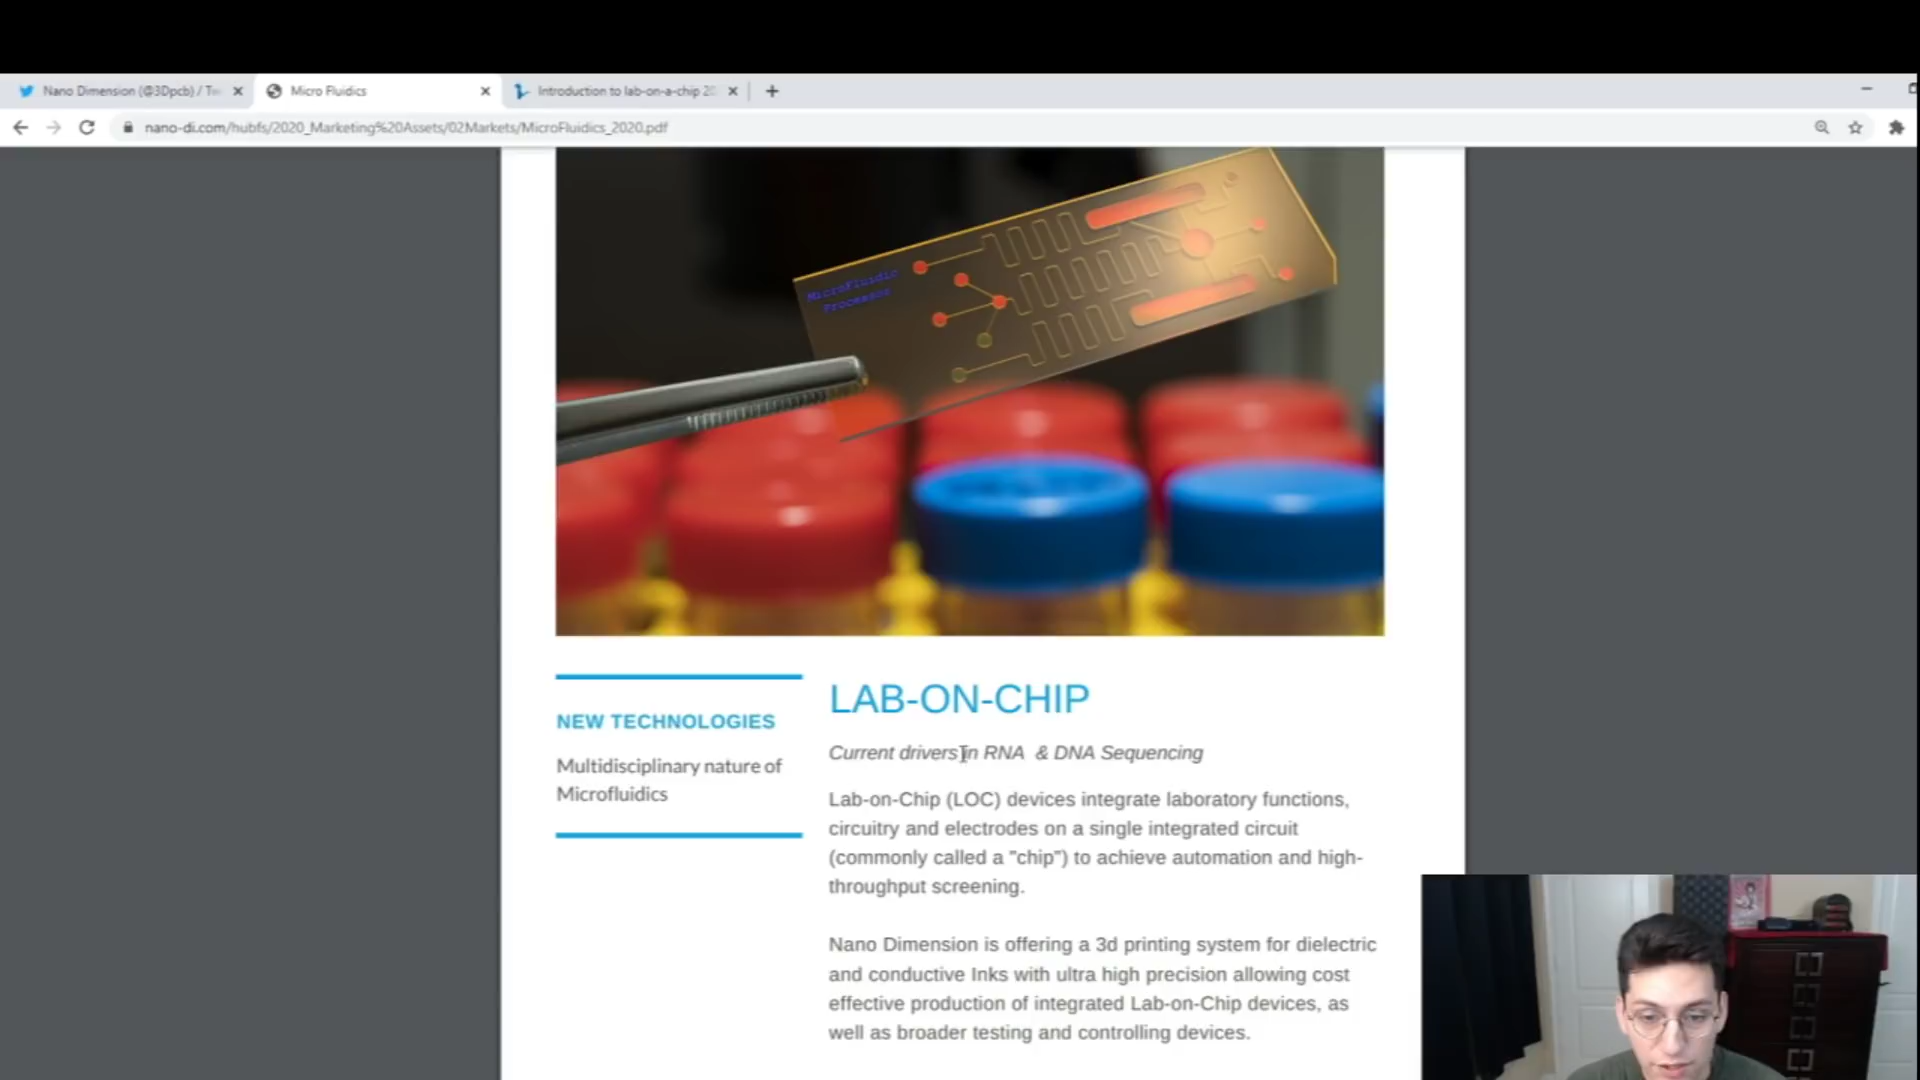 Nano Dimension (@3Dpcb) / Tw
Micro Fluidics
Introduction to lab-on-a-chip 20
nano-di.com/hubfs/2020_Marketing%20Assets/02Markets/MicroFluidics_2020.pdf
MicroFluidic
Processor
NEW TECHNOLOGIES
Multidisciplinary nature of
Microfluidics
LAB-ON-CHIP
Current drivers in RNA & DNA Sequencing
Lab-on-Chip (LOC) devices integrate laboratory functions,
circuitry and electrodes on a single integrated circuit
(commonly called a "chip") to achieve automation and high-
throughput screening.
Nano Dimension is offering a 3d printing system for dielectric
and conductive Inks with ultra high precision allowing cost
effective production of integrated Lab-on-Chip devices, as
well as broader testing and controlling devices.